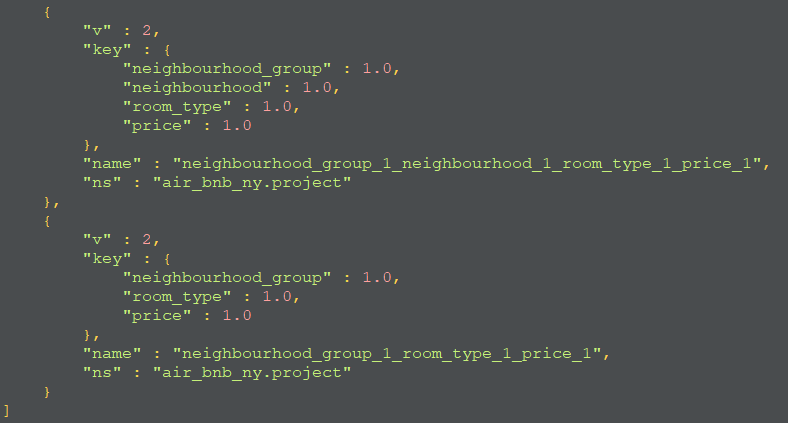 {
"v" : 2,
"key" : {
"neighbourhood_group" : 1.0,
"neighbourhood" : 1.0,
"room_type" : 1.0,
"price" : 1.0
},
"name" : "neighbourhood_group_1_neighbourhood_1_room_type_1_price_1",
"ns" : "air_bnb_ny.project"
},
{
"v" : 2,
"key" : {
"neighbourhood_group" : 1.0,
"room_type" : 1.0,
"price" : 1.0
},
"name" : "neighbourhood_group_1_room_type_1_price_1",
"ns" : "air_bnb_ny.project"
}
]